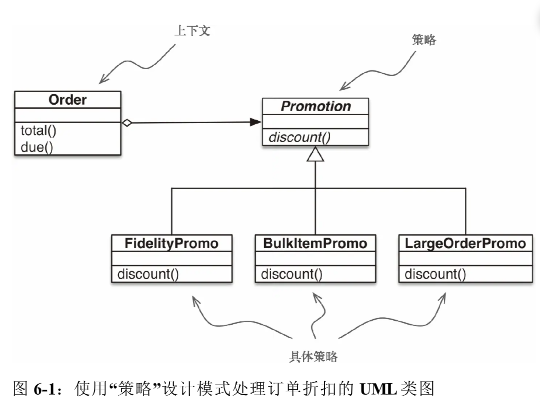 上下文
策略
Order
total()
due()
Promotion
discount()
FidelityPromo
discount()
BulkItemPromo
discount()
LargeOrderPromo
discount()
具体策略
图 6-1：使用“策略”设计模式处理订单折扣的 UML 类图